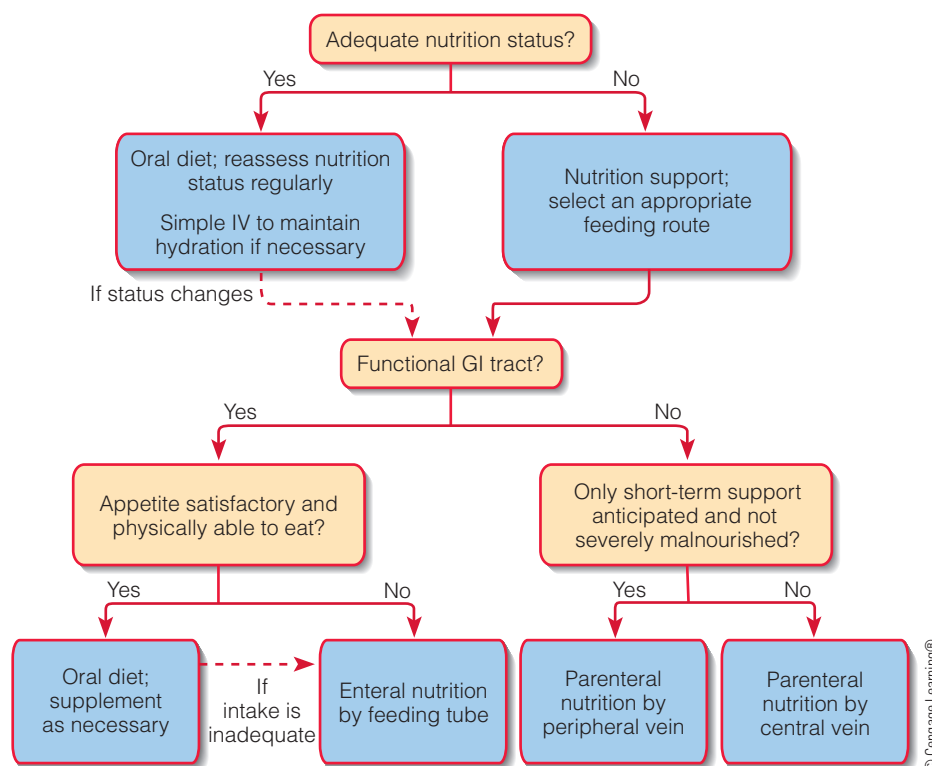 Adequate nutrition status?
Yes
No
Oral diet; reassess nutrition
status regularly
Simple IV to maintain
hydration if necessary
Nutrition support;
select an appropriate
feeding route
If status changes
Functional GI tract?
Yes
No
Appetite satisfactory and
physically able to eat?
Only short-term support
anticipated and not
severely malnourished?
Yes
No
Yes
No
Oral diet;
supplement
as necessary
If
intake is
inadequate
Enteral nutrition
by feeding tube
Parenteral
nutrition by
peripheral vein
Parenteral
nutrition by
central vein
© Cengage Learning®